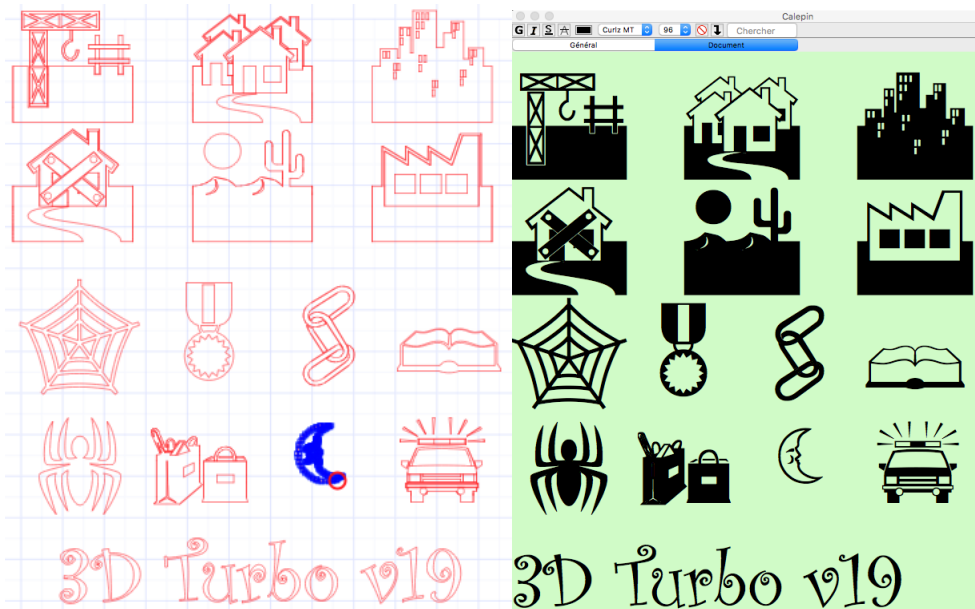 3D Turbo v19
Calepin
G I S A Curlz MT 96 Chercher
Général Document
3D Turbo v19